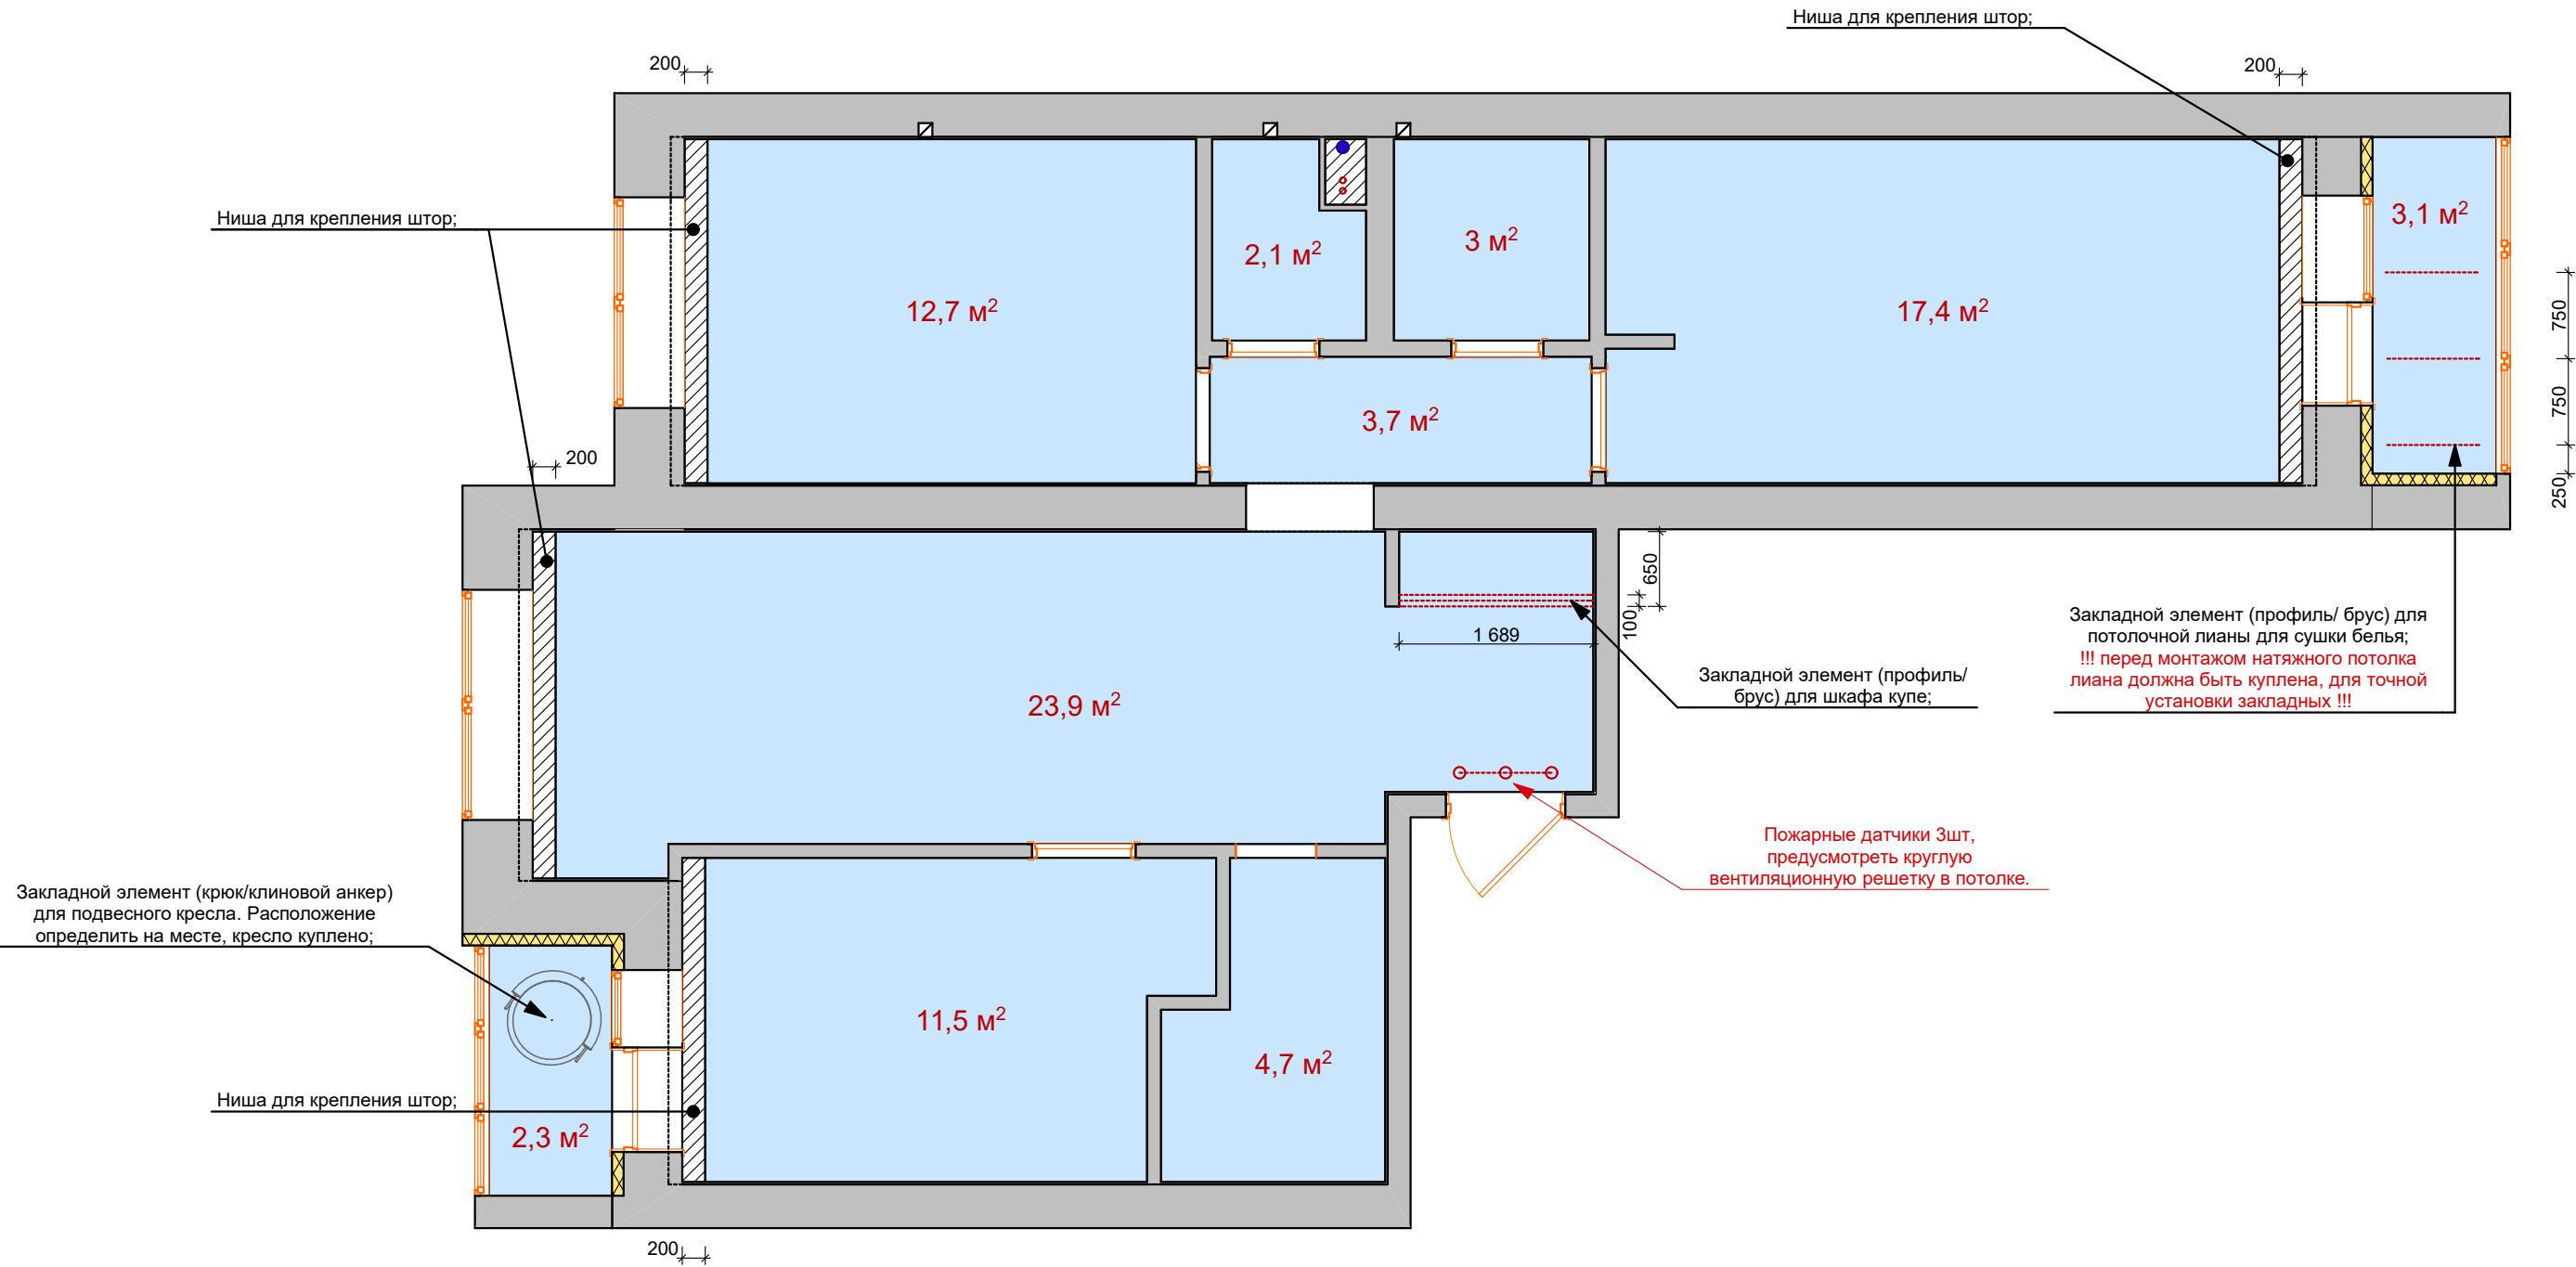 Ниша для крепления штор;
200
200
Ниша для крепления штор;
3,1 м²
2,1 м²
3 м²
12,7 м²
17,4 м²
750
3,7 м²
750
200
250
650
100
1 689
Закладной элемент (профиль/ брус) для
потолочной лианы для сушки белья;
!!! перед монтажом натяжного потолка
лиана должна быть куплена, для точной
установки закладных !!!
Закладной элемент (профиль/
брус) для шкафа купе;
23,9 м²
Пожарные датчики 3шт,
предусмотреть круглую
вентиляционную решетку в потолке.
Закладной элемент (крюк/клиновой анкер)
для подвесного кресла. Расположение
определить на месте, кресло куплено;
11,5 м²
4,7 м²
Ниша для крепления штор;
2,3 м²
200